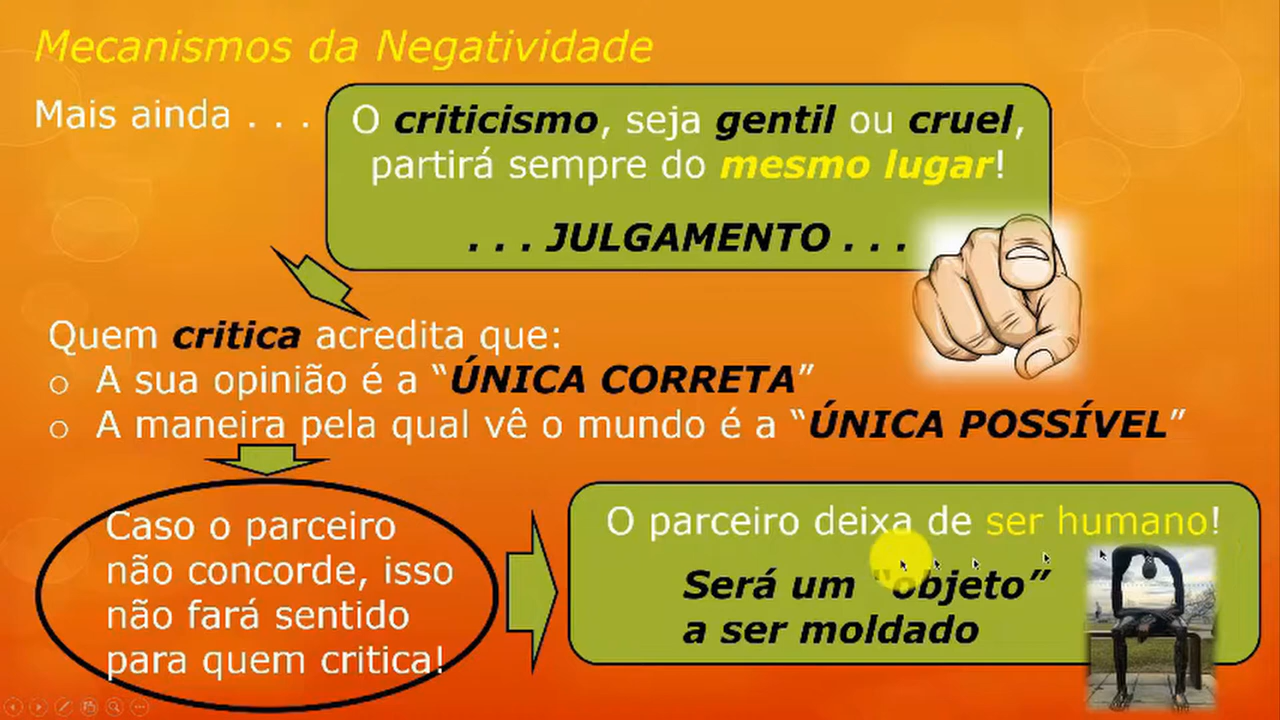 Mecanismos da Negatividade
Mais ainda . . .
O criticismo, seja gentil ou cruel,
partirá sempre do mesmo lugar!
. . . JULGAMENTO . . .
Quem critica acredita que:
o A sua opinião é a “ÚNICA CORRETA”
o A maneira pela qual vê o mundo é a “ÚNICA POSSÍVEL”
Caso o parceiro
não concorde, isso
não fará sentido
para quem critica!
O parceiro deixa de ser humano!
Será um “objeto”
a ser moldado